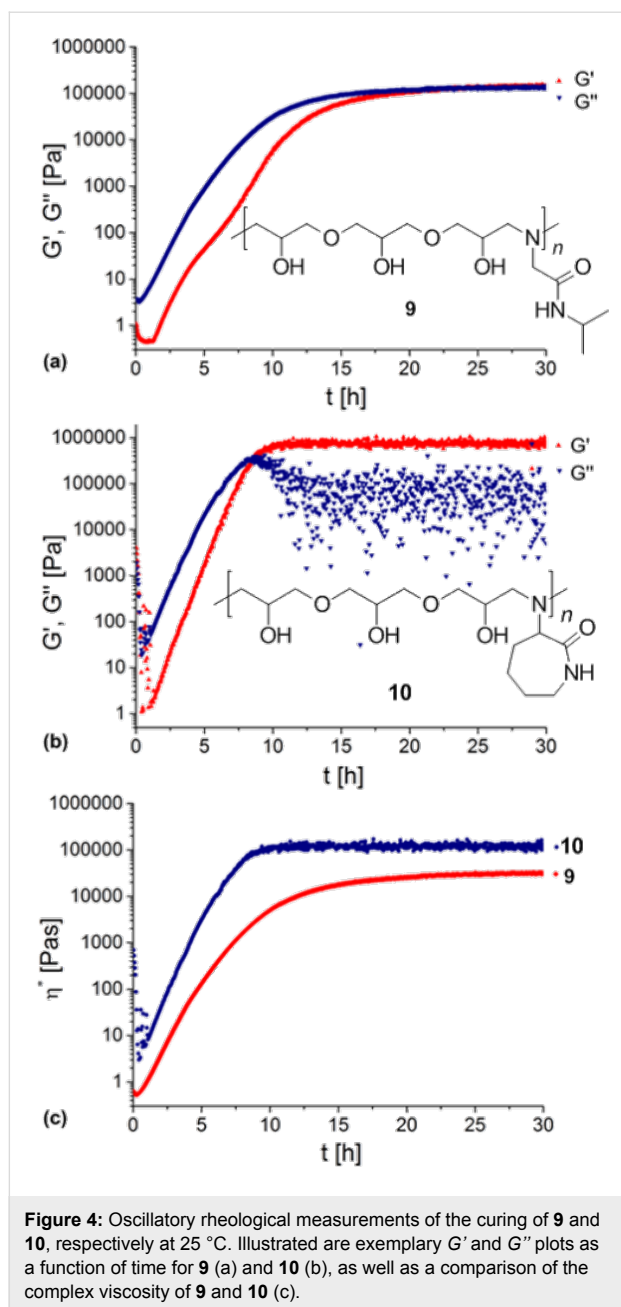 1000000
100000
10000
1000
100
10
1
G', G'' [Pa]
G'
G''
N
n
O
O
OH
OH
OH
O
HN
9
(a)
0
5
10
15
20
25
30
t [h]
1000000
100000
10000
1000
100
10
1
G', G'' [Pa]
G'
G''
N
n
O
O
OH
OH
OH
O
NH
10
(b)
0
5
10
15
20
25
30
t [h]
1000000
100000
10000
1000
100
10
1
η* [Pas]
10
9
(c)
0
5
10
15
20
25
30
t [h]
Figure 4: Oscillatory rheological measurements of the curing of 9 and
10, respectively at 25 °C. Illustrated are exemplary G’ and G’’ plots as
a function of time for 9 (a) and 10 (b), as well as a comparison of the
complex viscosity of 9 and 10 (c).